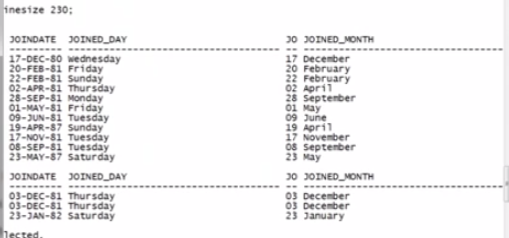 inesize 230;
JOINDATE JOINED_DAY JO JOINED_MONTH
--------- ------------------------------------ -- ------------------------------------
17-DEC-80 Wednesday 17 December
20-FEB-81 Friday 20 February
22-FEB-81 Sunday 22 February
02-APR-81 Thursday 02 April
28-SEP-81 Monday 28 September
01-MAY-81 Friday 01 May
09-JUN-81 Tuesday 09 June
19-APR-87 Sunday 19 April
17-NOV-81 Tuesday 17 November
08-SEP-81 Tuesday 08 September
23-MAY-87 Saturday 23 May
JOINDATE JOINED_DAY JO JOINED_MONTH
--------- ------------------------------------ -- ------------------------------------
03-DEC-81 Thursday 03 December
03-DEC-81 Thursday 03 December
23-JAN-82 Saturday 23 January
lected.